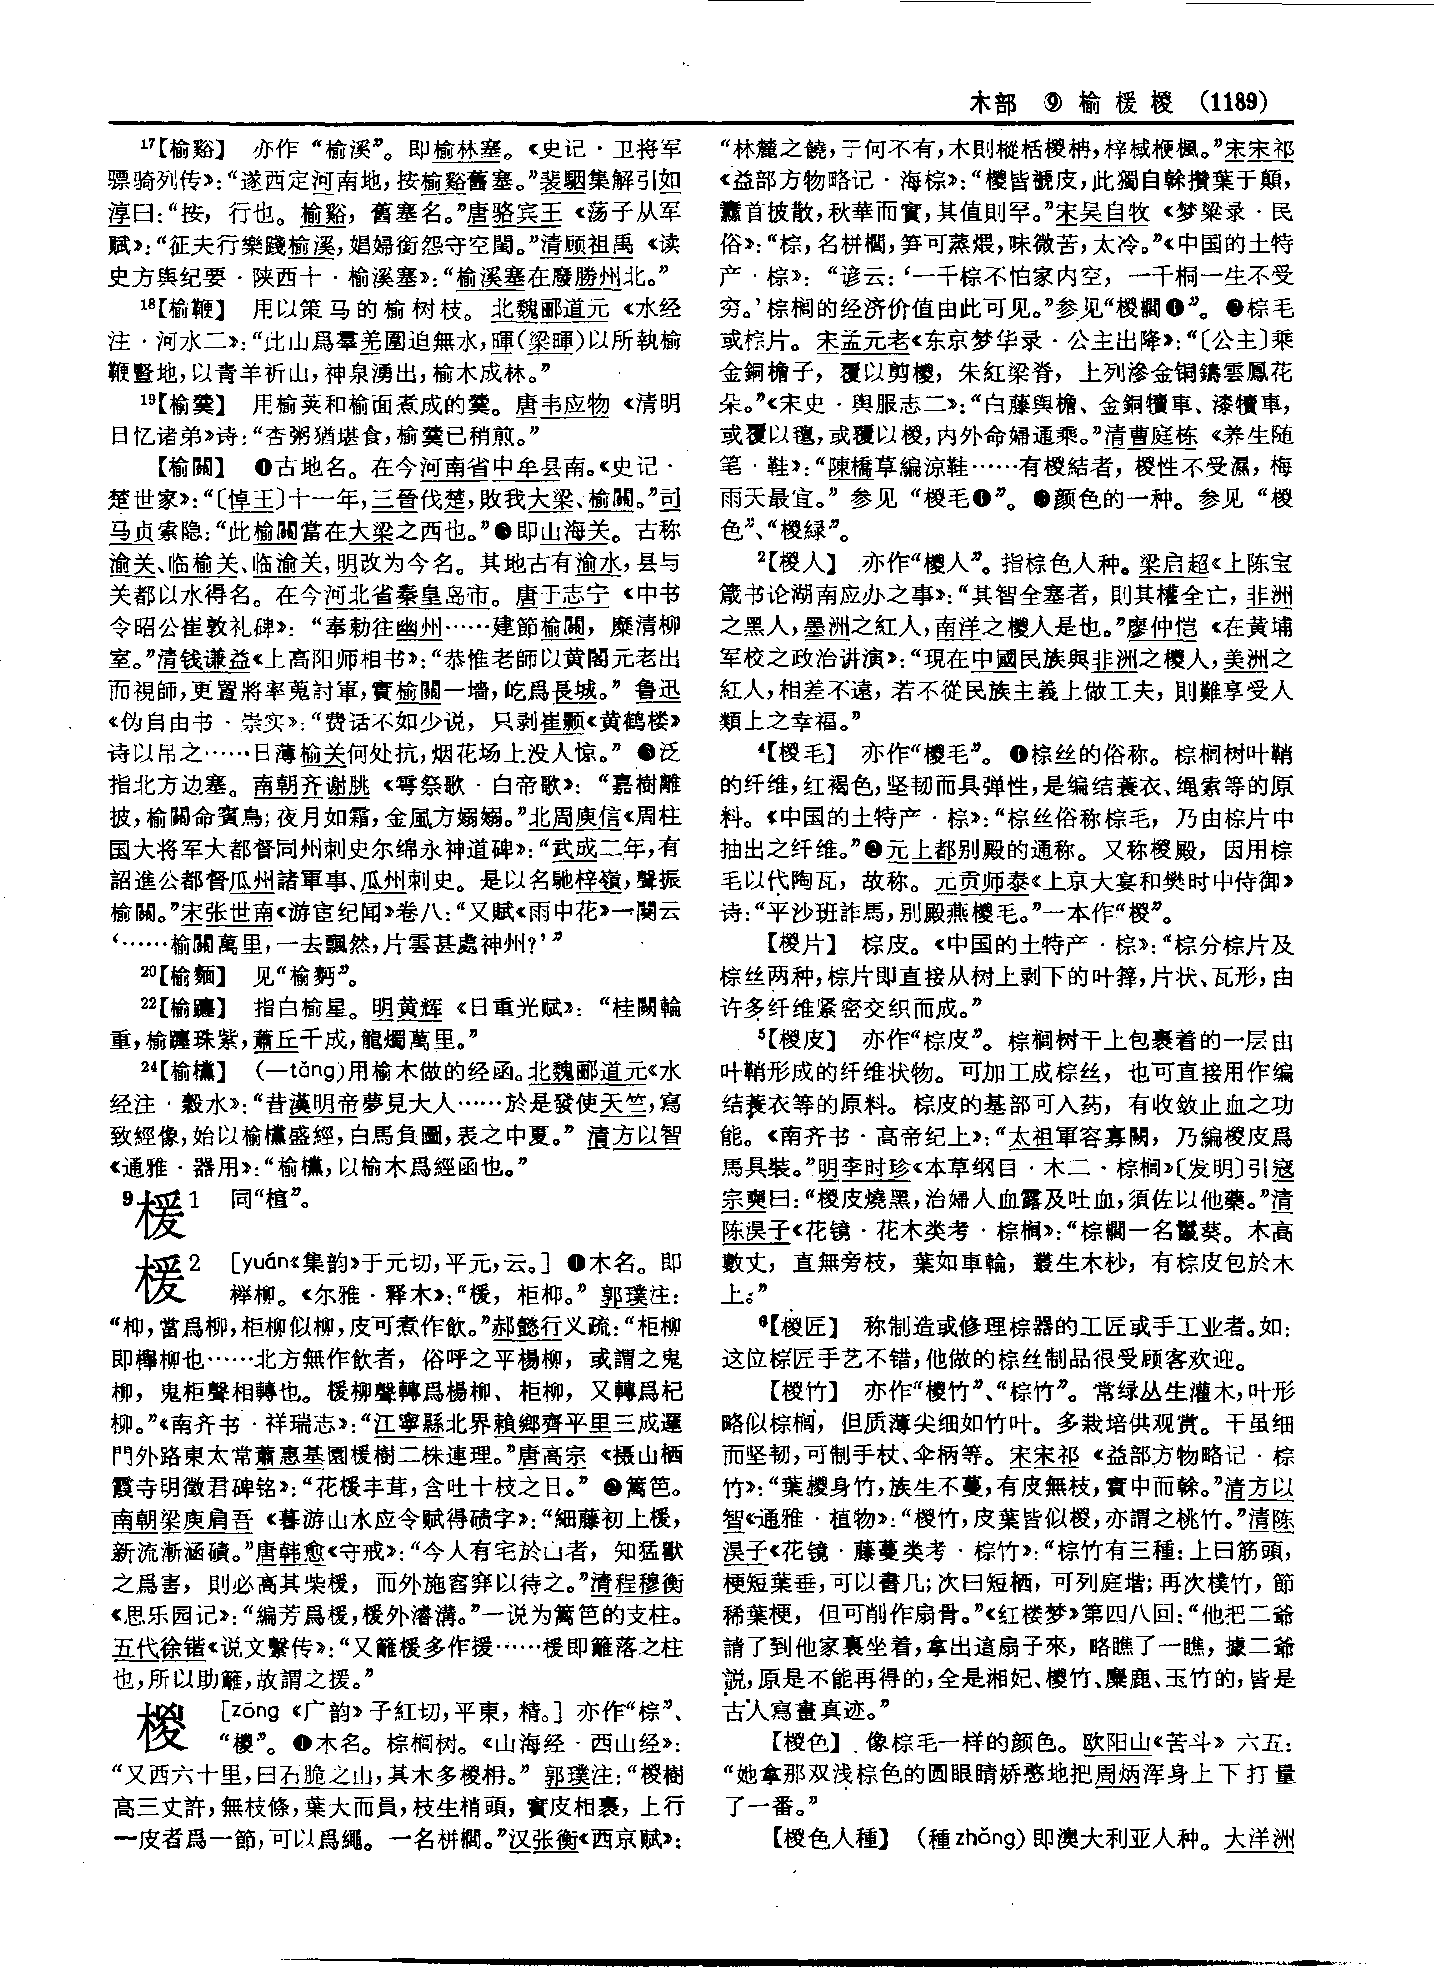 木部 ⑨ 榆楥椶 (1189)
17【榆谿】 亦作“榆溪”。即榆林塞。《史记·卫将军
骠骑列传》:“遂西定河南地,按榆谿舊塞。”裴駰集解引如
淳曰:“按,行也。榆谿,舊塞名。”唐骆宾王《荡子从军
赋》:“征夫行樂踐榆溪,娼婦銜怨守空閨。”清顾祖禹《读
史方舆纪要·陕西十·榆溪塞》:“榆溪塞在廢勝州北。”
18【榆鞭】 用以策马的榆树枝。北魏郦道元《水经
注·河水二》:“此山爲羣羌圍迫無水,暉(梁暉)以所執榆
鞭豎地,以青羊祈山,神泉湧出,榆木成林。”
19【榆羹】 用榆荚和榆面煮成的羹。唐韦应物《清明
日忆诸弟》诗:“杏粥猶堪食,榆羹已稍煎。”
【榆關】 ❶古地名。在今河南省中牟县南。《史记·
楚世家》:“〔悼王〕十一年,三晉伐楚,敗我大梁、榆關。”司
马贞索隐:“此榆關當在大梁之西也。”❷即山海关。古称
渝关、临榆关、临渝关,明改为今名。其地古有渝水,县与
关都以水得名。在今河北省秦皇岛市。唐于志宁《中书
令昭公崔敦礼碑》:“奉勅往幽州……建節榆關,糜清柳
室。”清钱谦益《上高阳师相书》:“恭惟老師以黄閣元老出
而視師,更置將率蒐討軍,實榆關一墻,屹爲長城。”鲁迅
《伪自由书·崇实》:“费话不如少说,只剥崔颢《黄鹤楼》
诗以吊之……日薄榆关何处抗,烟花场上没人惊。”❸泛
指北方边塞。南朝齐谢朓《雩祭歌·白帝歌》:“嘉樹離
披,榆關命賓鳥;夜月如霜,金風方嫋嫋。”北周庾信《周柱
国大将军大都督同州刺史尔绵永神道碑》:“武成二年,有
詔進公都督瓜州諸軍事、瓜州刺史。是以名馳梓嶺,聲振
榆關。”宋张世南《游宦纪闻》卷八:“又賦《雨中花》一闋云
‘……榆關萬里,一去飄然,片雲甚處神州?’”
20【榆麵】 见“榆麪”。
22【榆躔】 指白榆星。明黄辉《日重光赋》:“桂闕輪
重,榆躔珠紫,蕭丘千成,龍燭萬里。”
24【榆欓】 (—tǎng)用榆木做的经函。北魏郦道元《水
经注·穀水》:“昔漢明帝夢見大人……於是發使天竺,寫
致經像,始以榆欓盛經,白馬負圖,表之中夏。”清方以智
《通雅·器用》:“榆欓,以榆木爲經函也。”
9楥1 同“楦”。
楥2 [yuán《集韵》于元切,平元,云。] ❶木名。即
榉柳。《尔雅·释木》:“楥,柜桺。”郭璞注:
“桺,當爲柳,柜柳似柳,皮可煮作飲。”郝懿行义疏:“柜柳
即櫸柳也……北方無作飲者,俗呼之平楊柳,或謂之鬼
柳,鬼柜聲相轉也。楥柳聲轉爲楊柳、柜柳,又轉爲杞
柳。”《南齐书·祥瑞志》:“江寧縣北界賴鄉齊平里三成邏
門外路東太常蕭惠基園楥樹二株連理。”唐高宗《摄山栖
霞寺明徵君碑铭》:“花楥丰茸,含吐十枝之日。” ❷篱笆。
南朝梁庾肩吾《暮游山水应令赋得碛字》:“細藤初上楥,
新流漸涵磧。”唐韩愈《守戒》:“今人有宅於山者,知猛獸
之爲害,則必高其柴楥,而外施窞穽以待之。”清程穆衡
《思乐园记》:“编芳爲楥,楥外濬溝。”一说为篱笆的支柱。
五代徐锴《说文繫传》:“又籬楥多作援……楥即籬落之柱
也,所以助籬,故謂之援。”
椶 [zōng《广韵》子紅切,平東,精。] 亦作“棕”、
“㯶”。❶木名。棕榈树。《山海经·西山经》:
“又西六十里,曰石脆之山,其木多椶枏。”郭璞注:“椶樹
高三丈許,無枝條,葉大而員,枝生梢頭,實皮相裹,上行
一皮者爲一節,可以爲繩。一名栟櫚。”汉张衡《西京赋》:
“林麓之饒,于何不有,木則樅栝椶柟,梓棫楩楓。”宋宋祁
《益部方物略记·海棕》:“椶皆襯皮,此獨自榦攢葉于顛,
蠹首披散,秋華而實,其值則罕。”宋吴自牧《梦粱录·民
俗》:“棕,名栟櫚,笋可蒸煨,味微苦,太冷。”《中国的土特
产·棕》:“谚云:‘一千棕不怕家内空,一千桐一生不受
穷。’棕榈的经济价值由此可见。”参见“椶櫚❶”。❷棕毛
或棕片。宋孟元老《东京梦华录·公主出降》:“〔公主〕乘
金銅檐子,覆以剪椶,朱紅梁脊,上列滲金铜鑄雲鳳花
朵。”《宋史·舆服志二》:“白藤輿檐、金銅犢車、漆犢車,
或覆以氊,或覆以椶,内外命婦通乘。”清曹庭栋《养生随
笔·鞋》:“陳橋草編涼鞋……有椶結者,椶性不受濕,梅
雨天最宜。”参见“椶毛❶”。❸颜色的一种。参见“椶
色”、“椶緑”。
2【椶人】 亦作“㯶人”。指棕色人种。梁启超《上陈宝
箴书论湖南应办之事》:“其智全塞者,則其權全亡,非洲
之黑人,墨洲之紅人,南洋之椶人是也。”廖仲恺《在黄埔
军校之政治讲演》:“現在中國民族與非洲之椶人,美洲之
紅人,相差不遠,若不從民族主義上做工夫,則難享受人
類上之幸福。”
4【椶毛】 亦作“㯶毛”。❶棕丝的俗称。棕榈树叶鞘
的纤维,红褐色,坚韧而具弹性,是编结蓑衣、绳索等的原
料。《中国的土特产·棕》:“棕丝俗称棕毛,乃由棕片中
抽出之纤维。”❷元上都别殿的通称。又称椶殿,因用棕
毛以代陶瓦,故称。元贡师泰《上京大宴和樊时中侍御》
诗:“平沙班詐馬,别殿燕椶毛。”一本作“㯶”。
【椶片】 棕皮。《中国的土特产·棕》:“棕分棕片及
棕丝两种,棕片即直接从树上剥下的叶箨,片状、瓦形,由
许多纤维紧密交织而成。”
5【椶皮】 亦作“棕皮”。棕榈树干上包裹着的一层由
叶鞘形成的纤维状物。可加工成棕丝,也可直接用作编
结蓑衣等的原料。棕皮的基部可入药,有收敛止血之功
能。《南齐书·高帝纪上》:“太祖軍容寡闕,乃編椶皮爲
馬具裝。”明李时珍《本草纲目·木二·棕榈》〔发明〕引寇
宗奭曰:“椶皮燒黑,治婦人血露及吐血,須佐以他藥。”清
陈淏子《花镜·花木类考·棕榈》:“棕櫚一名鬣葵。木高
數丈,直無旁枝,葉如車輪,叢生木杪,有棕皮包於木
上。”
6【椶匠】 称制造或修理棕器的工匠或手工业者。如:
这位棕匠手艺不错,他做的棕丝制品很受顾客欢迎。
【椶竹】 亦作“㯶竹”、“棕竹”。常绿丛生灌木,叶形
略似棕榈,但质薄尖细如竹叶。多栽培供观赏。干虽细
而坚韧,可制手杖、伞柄等。宋宋祁《益部方物略记·棕
竹》:“葉椶身竹,族生不蔓,有皮無枝,實中而榦。”清方以
智《通雅·植物》:“椶竹,皮葉皆似椶,亦謂之桃竹。”清陈
淏子《花镜·藤蔓类考·棕竹》:“棕竹有三種:上曰筋頭,
梗短葉垂,可以書几;次曰短栖,可列庭堦;再次樸竹,節
稀葉梗,但可削作扇骨。”《红楼梦》第四八回:“他把二爺
請了到他家裏坐着,拿出這扇子來,略瞧了一瞧,據二爺
説,原是不能再得的,全是湘妃、椶竹、麋鹿、玉竹的,皆是
古人寫畫真迹。”
【椶色】 像棕毛一样的颜色。欧阳山《苦斗》六五:
“她拿那双浅棕色的圆眼睛娇憨地把周炳浑身上下打量
了一番。”
【椶色人種】 (種zhǒng)即澳大利亚人种。大洋洲